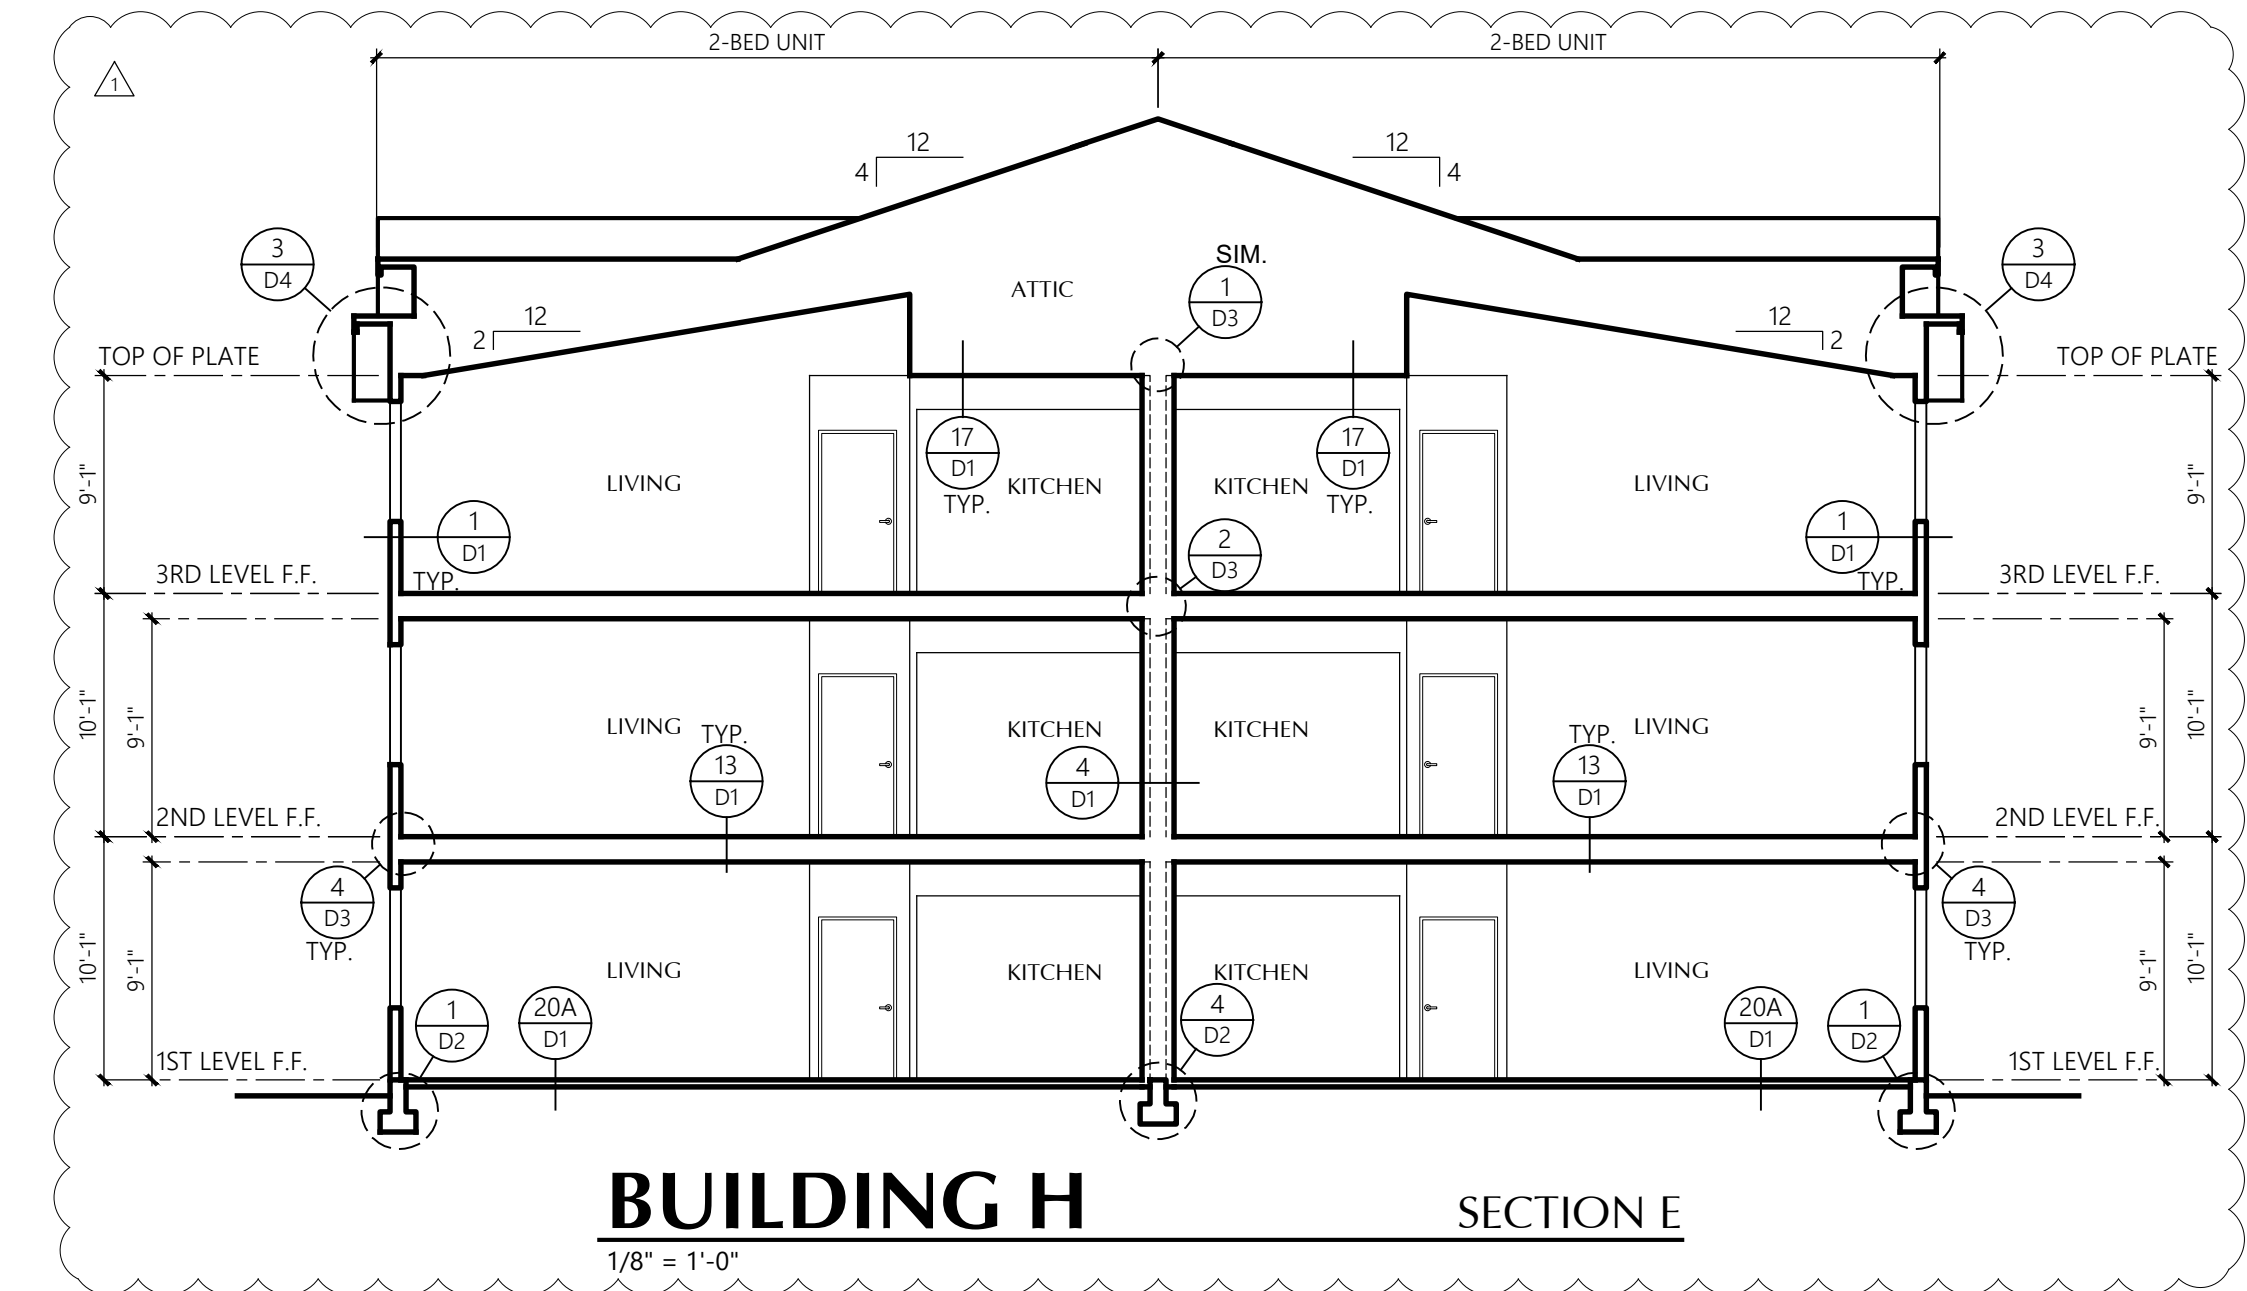 2-BED UNIT 2-BED UNIT
1
12 12
4 4
3 3
D4 D4
SIM.
1
D3
ATTIC
12 12
2 2
TOP OF PLATE TOP OF PLATE
17 17
D1 D1
TYP. TYP.
LIVING KITCHEN KITCHEN LIVING
9'-1" 9'-1"
1 1
D1 D1
TYP. TYP.
2
D3
3RD LEVEL F.F. 3RD LEVEL F.F.
10'-1" 9'-1" 9'-1" 10'-1"
LIVING KITCHEN KITCHEN LIVING
TYP. TYP.
13 13
D1 D1
4
D1
2ND LEVEL F.F. 2ND LEVEL F.F.
4 4
D3 D3
TYP. TYP.
10'-1" 9'-1" 9'-1" 10'-1"
LIVING KITCHEN KITCHEN LIVING
1 20A 4 20A 1
D2 D1 D2 D1 D2
1ST LEVEL F.F. 1ST LEVEL F.F.
BUILDING H SECTION E
1/8" = 1'-0"